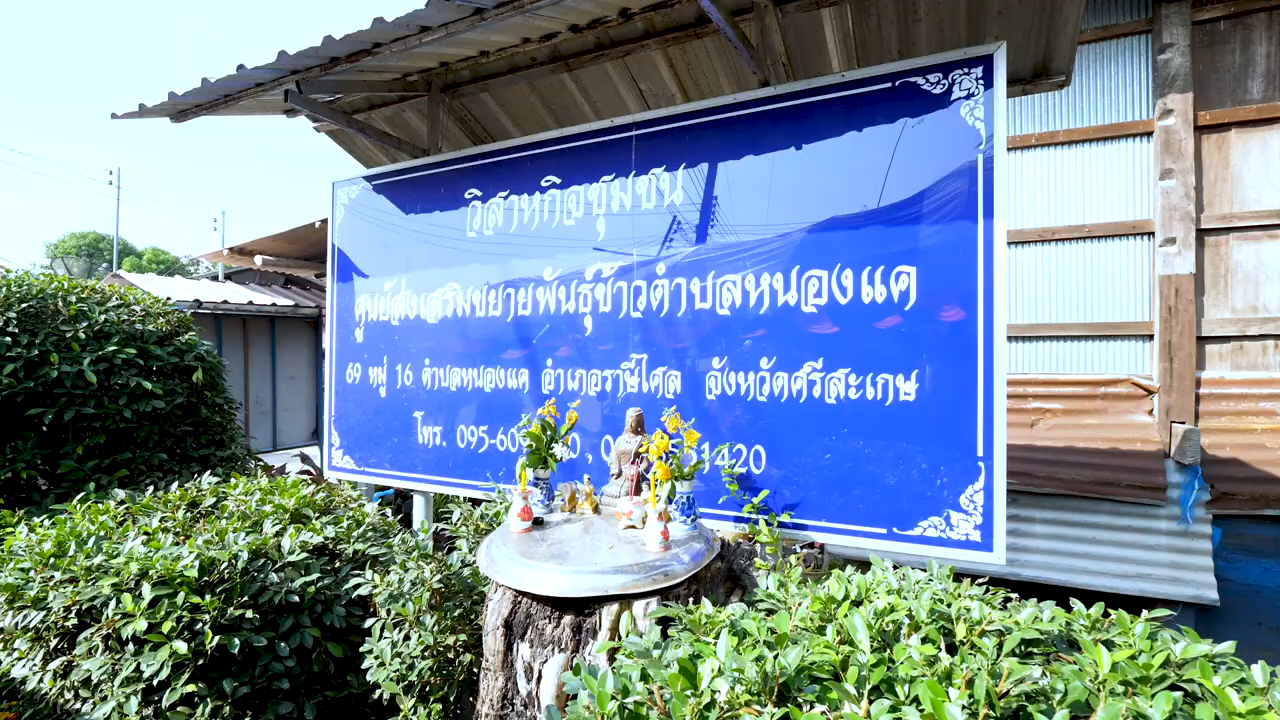 วิสาหกิจชุมชน
ศูนย์ส่งเสริมขยายพันธุ์ข้าวตำบลหนองแค
69 หมู่ 16 ตำบลหนองแค อำเภอราษีไศล จังหวัดศรีสะเกษ
โทร. 095-60